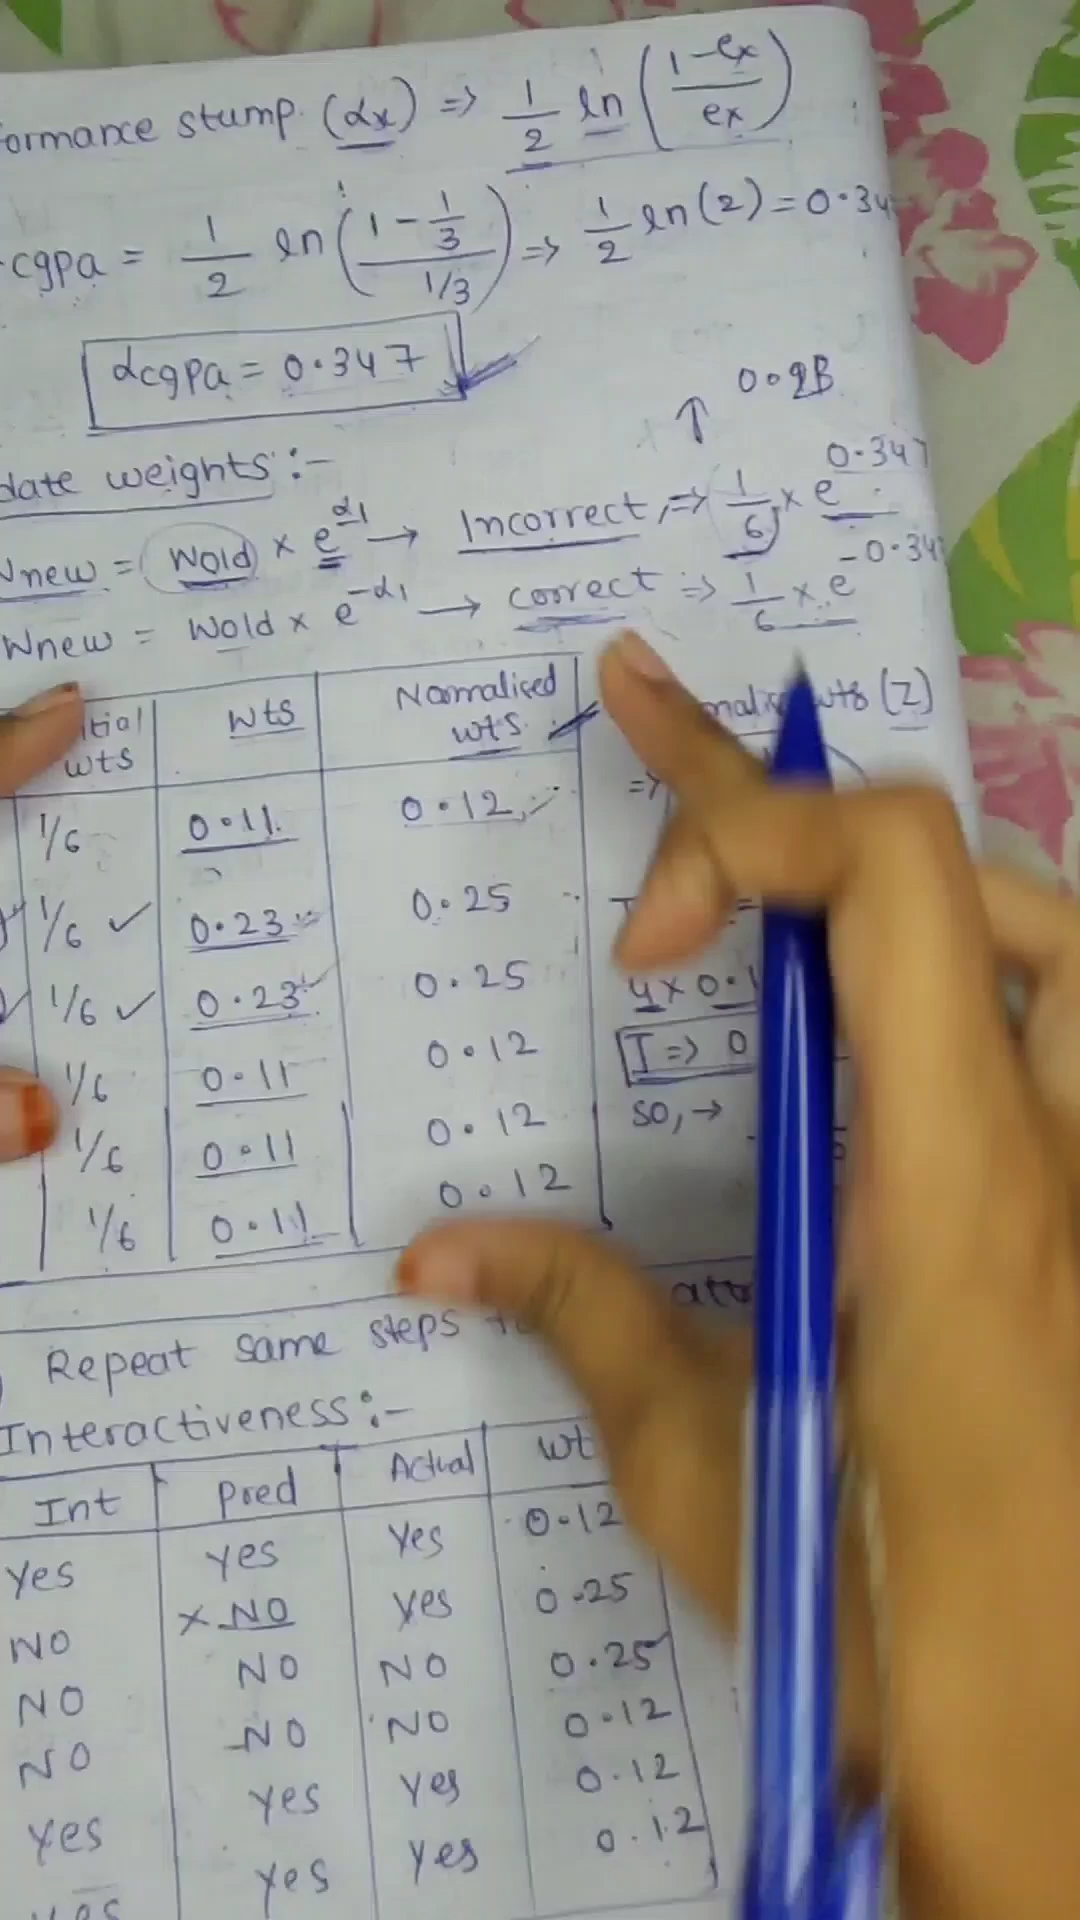 stump (αx) => 1/2 ln (1-ex/ex)
cgpa = 1/2 ln (1-1/3 / 1/3) => 1/2 ln(2) = 0.34
αcgpa = 0.347
weights :-
Wnew = Wold × e^α1 → Incorrect, => 1/6 × e^0.347
Wnew = Wold × e^-α1 → correct => 1/6 × e^-0.34
wts | wts | Normalised wts
wts (Z)
1/6 | 0.11 | 0.12
1/6 ✓ | 0.23 | 0.25
1/6 ✓ | 0.23 | 0.25
1/6 | 0.11 | 0.12
1/6 | 0.11 | 0.12
1/6 | 0.11 | 0.12
4 × 0.1
T => 0
so, →
Repeat same steps
Interactiveness :-
Int | Pred | Actual | wt
Yes | Yes | Yes | 0.12
NO | × NO | Yes | 0.25
NO | NO | NO | 0.25
NO | NO | NO | 0.12
Yes | Yes | Yes | 0.12
Yes | Yes | 0.12